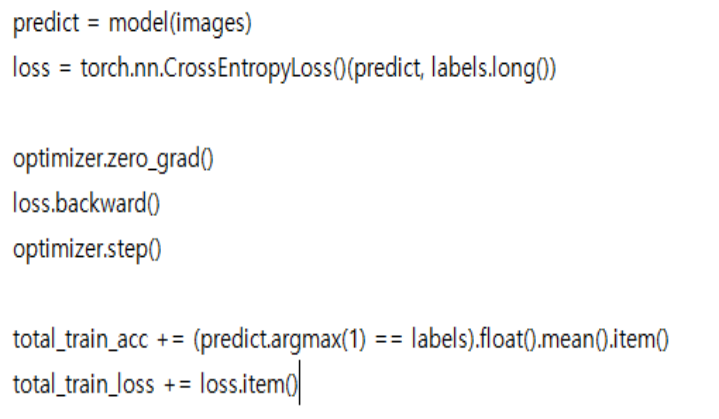 predict = model(images)
loss = torch.nn.CrossEntropyLoss()(predict, labels.long())
optimizer.zero_grad()
loss.backward()
optimizer.step()
total_train_acc += (predict.argmax(1) == labels).float().mean().item()
total_train_loss += loss.item()